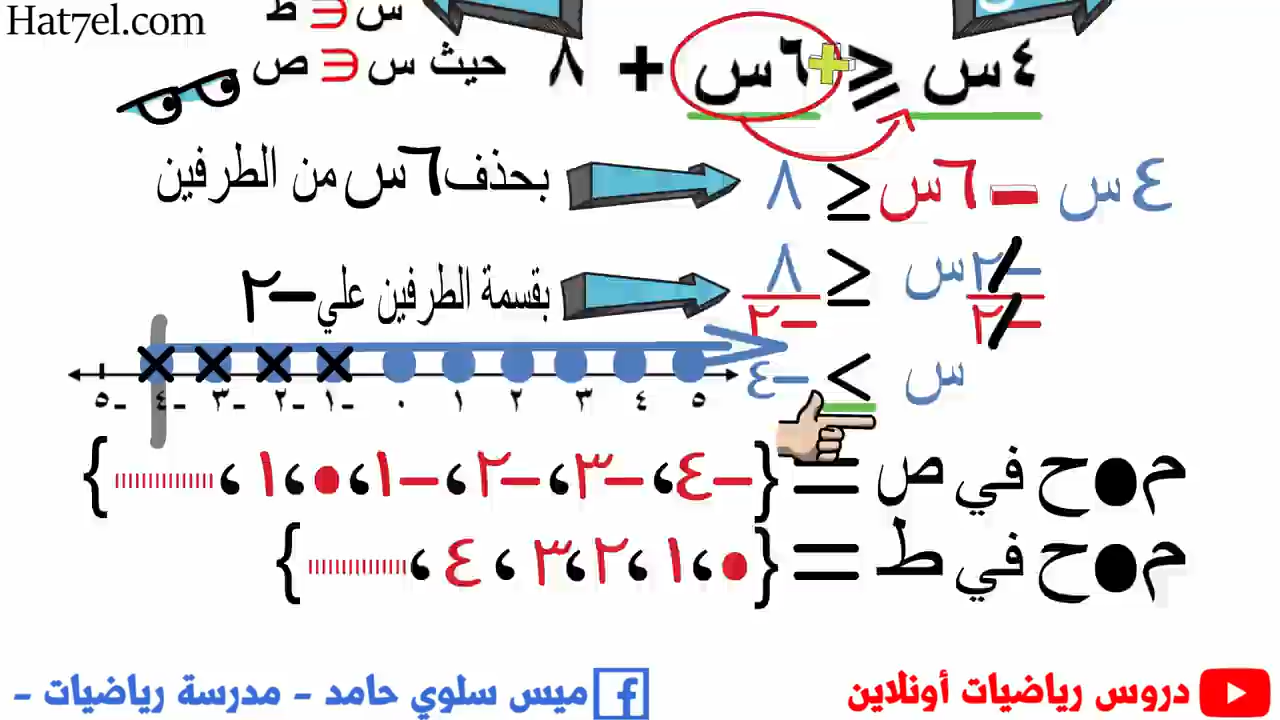 Hat7el.com
س ∋ ط
٤س ≥ ٦س + ٨ حيث س ∋ ص
٤س - ٦س ≤ ٨ بحذف ٦س من الطرفين
-٢س ≤ ٨ بقسمة الطرفين علي -٢
-٢ -٢
س > -٤
-٥ -٤ -٣ -٢ -١ ٠ ١ ٢ ٣ ٤ ٥
م•ح في ص = {-٤، -٣، -٢، -١، ٠، ١، ............}
م•ح في ط = {٠، ١، ٢، ٣، ٤، ............}
دروس رياضيات أونلاين
ميس سلوي حامد - مدرسة رياضيات -